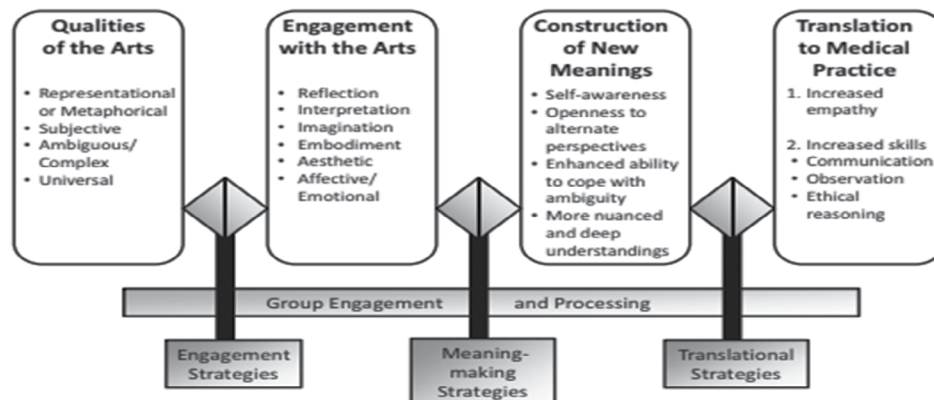 Qualities
of the Arts
• Representational
or Metaphorical
• Subjective
• Ambiguous/
Complex
• Universal
Engagement
with the Arts
• Reflection
• Interpretation
• Imagination
• Embodiment
• Aesthetic
• Affective/
Emotional
Construction
of New
Meanings
• Self-awareness
• Openness to
alternate
perspectives
• Enhanced ability
to cope with
ambiguity
• More nuanced
and deep
understandings
Translation
to Medical
Practice
1. Increased
empathy
2. Increased skills
• Communication
• Observation
• Ethical
reasoning
Group Engagement and Processing
Engagement
Strategies
Meaning-
making
Strategies
Translational
Strategies